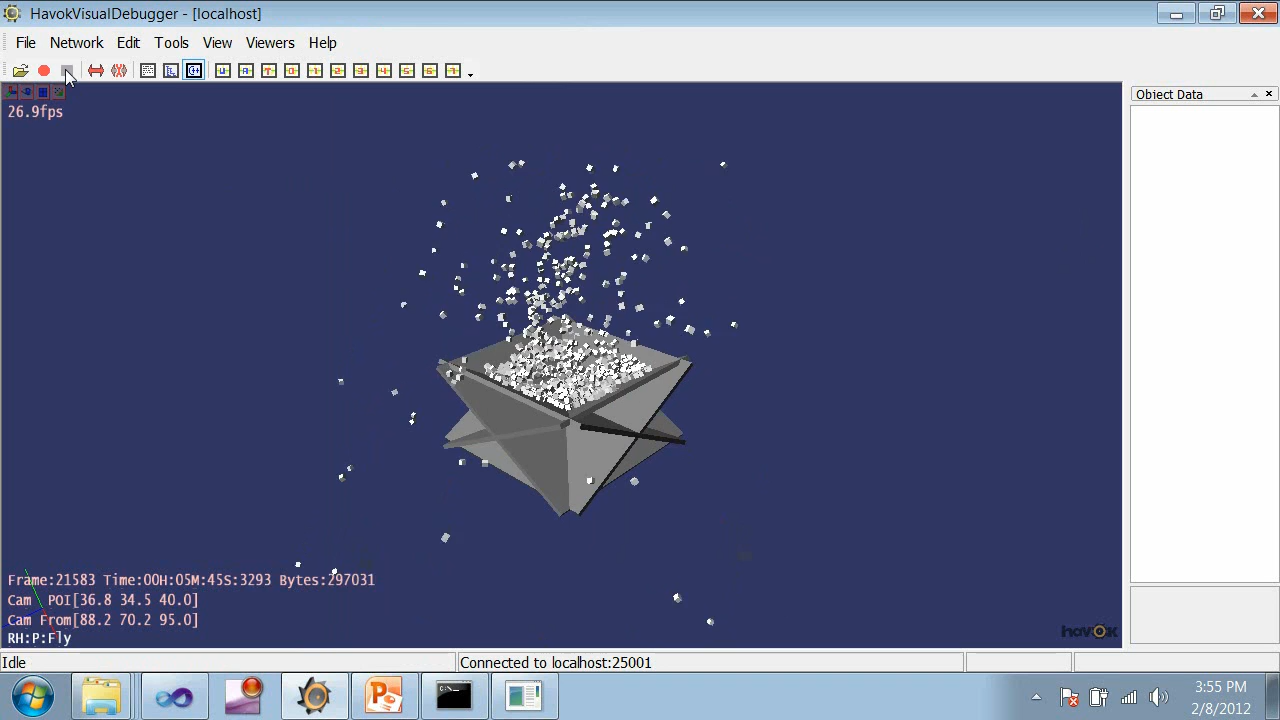 HavokVisualDebugger - [localhost]
File Network Edit Tools View Viewers Help
26.9fps
Object Data
Frame:21583 Time:00H:05M:45S:3293 Bytes:297031
Cam POI[36.8 34.5 40.0]
Cam From[88.2 70.2 95.0]
RH:P:Fly
havok
Idle
Connected to localhost:25001
3:55 PM
2/8/2012